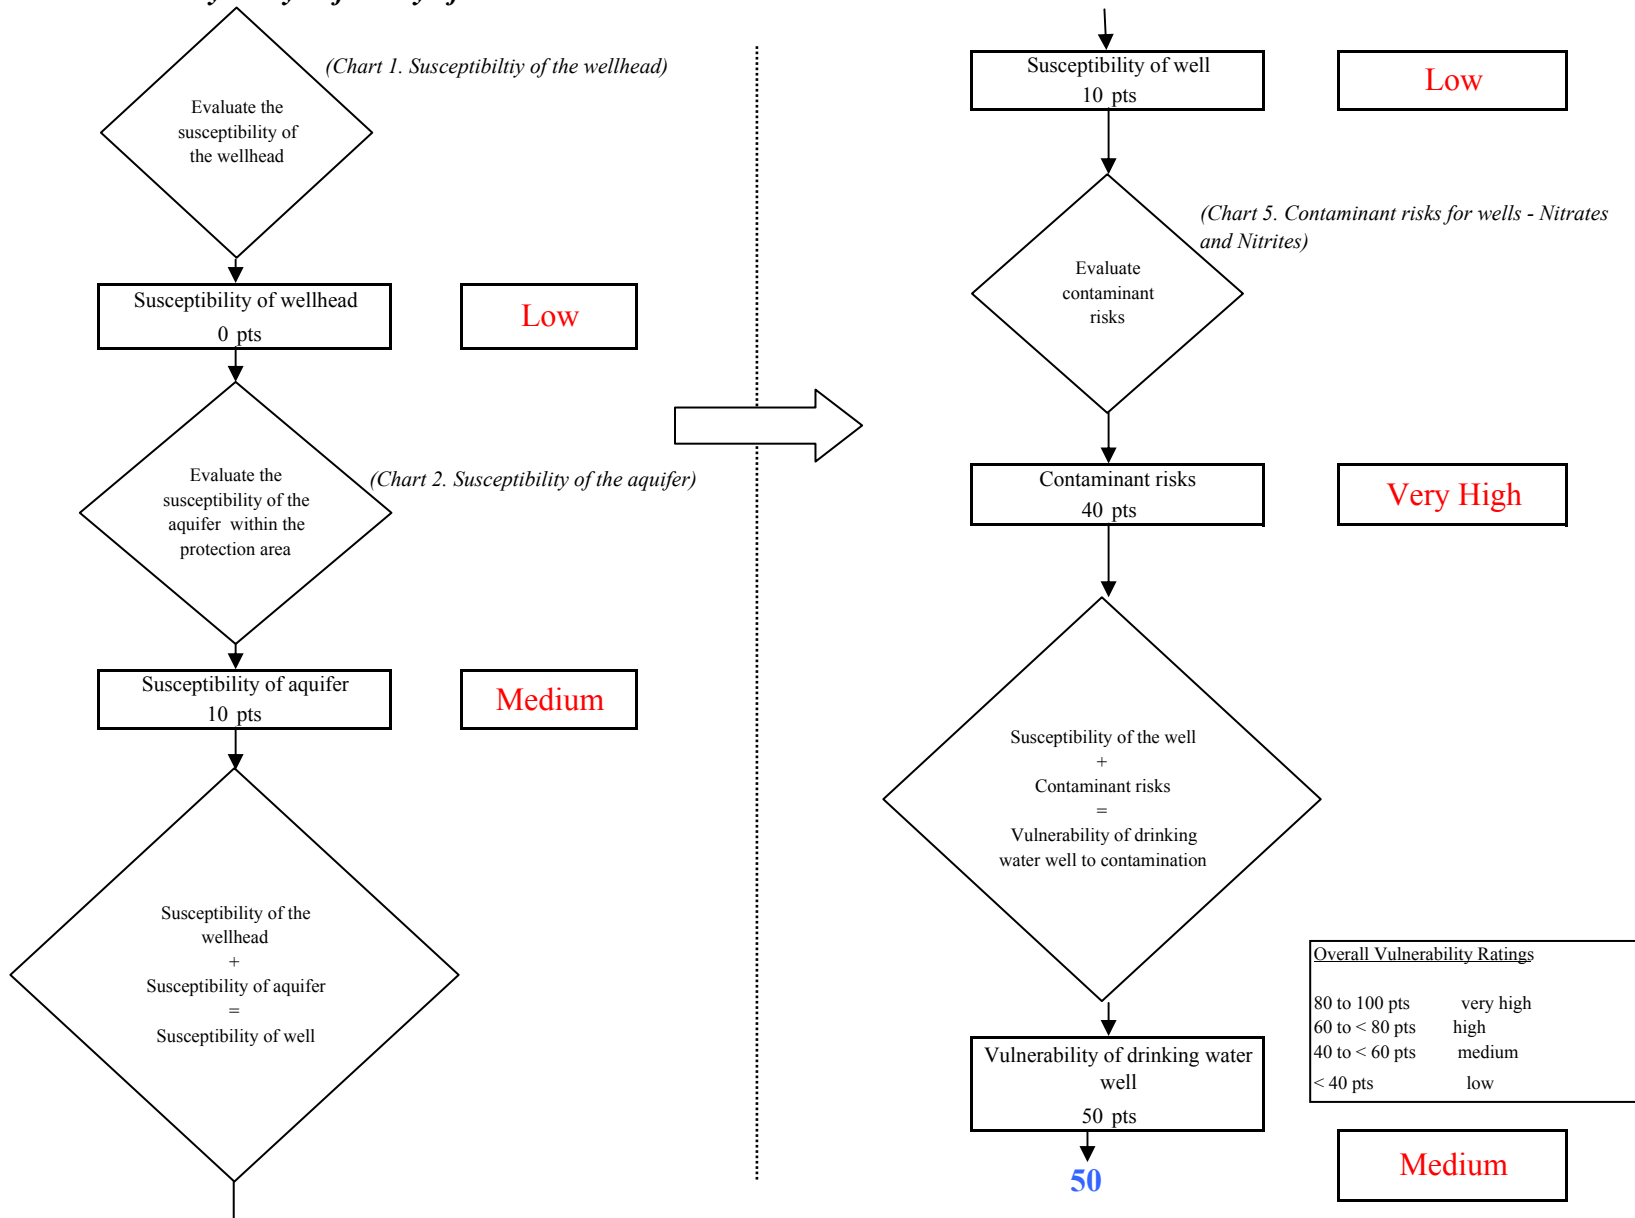 (Chart 1. Susceptibiltiy of the wellhead)
Evaluate the
susceptibility of
the wellhead
Susceptibility of wellhead
0 pts
Low
Evaluate the
susceptibility of the
aquifer within the
protection area
(Chart 2. Susceptibility of the aquifer)
Susceptibility of aquifer
10 pts
Medium
Susceptibility of the
wellhead
+
Susceptibility of aquifer
=
Susceptibility of well
Susceptibility of well
10 pts
Low
(Chart 5. Contaminant risks for wells - Nitrates
and Nitrites)
Evaluate
contaminant
risks
Contaminant risks
40 pts
Very High
Susceptibility of the well
+
Contaminant risks
=
Vulnerability of drinking
water well to contamination
Overall Vulnerability Ratings
80 to 100 pts very high
60 to < 80 pts high
40 to < 60 pts medium
< 40 pts low
Vulnerability of drinking water
well
50 pts
50
Medium